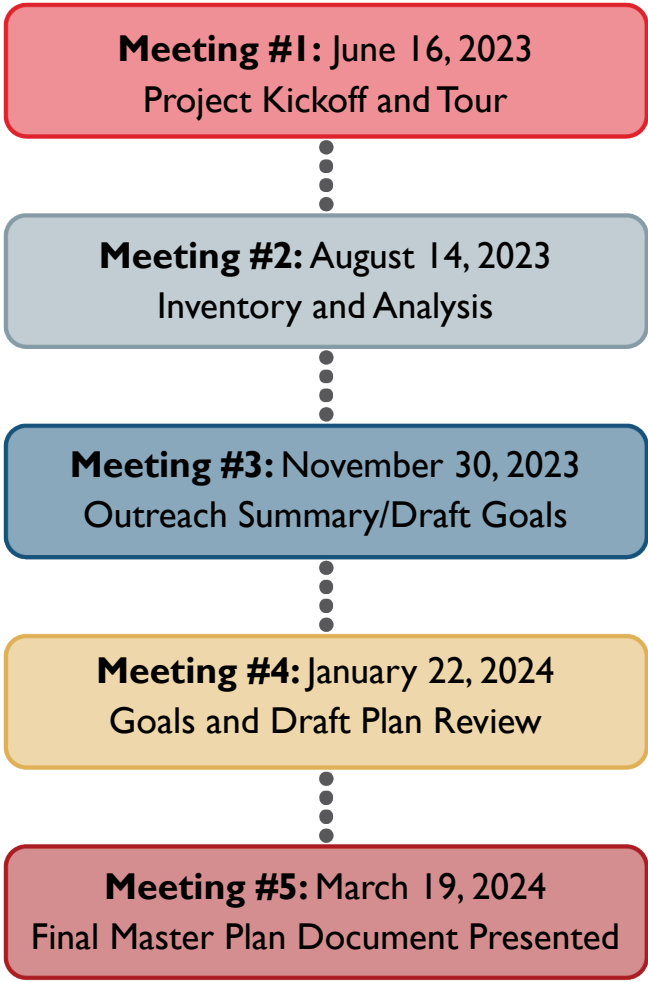 Meeting #1: June 16, 2023
Project Kickoff and Tour
Meeting #2: August 14, 2023
Inventory and Analysis
Meeting #3: November 30, 2023
Outreach Summary/Draft Goals
Meeting #4: January 22, 2024
Goals and Draft Plan Review
Meeting #5: March 19, 2024
Final Master Plan Document Presented